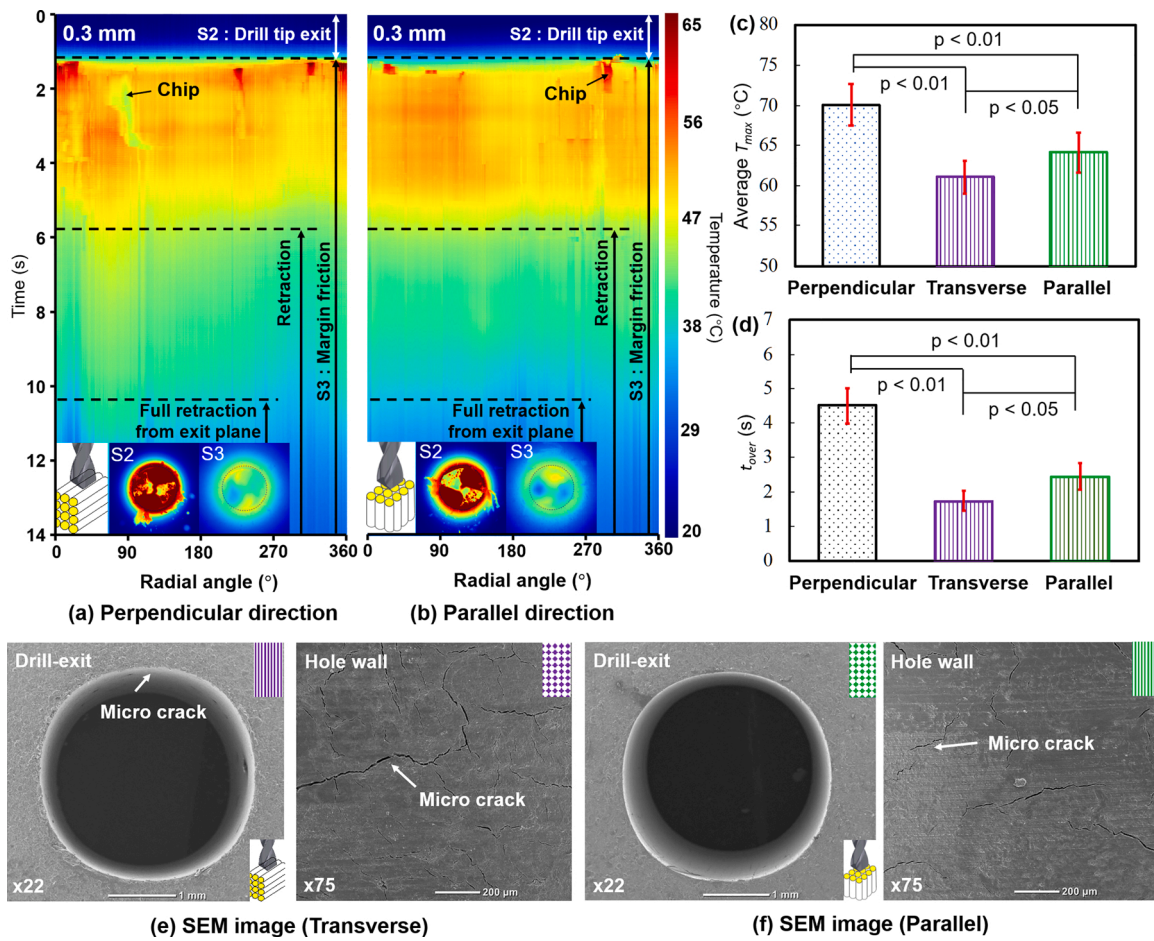 0.3 mm
S2 : Drill tip exit
Chip
Retraction
S3 : Margin friction
Full retraction
from exit plane
S2
S3
0
2
4
6
8
10
12
14
Time (s)
0
90
180
270
360
Radial angle (°)
(a) Perpendicular direction
0.3 mm
S2 : Drill tip exit
Chip
Retraction
S3 : Margin friction
Full retraction
from exit plane
S2
S3
0
90
180
270
360
Radial angle (°)
(b) Parallel direction
65
56
47
38
29
20
Temperature (°C)
(c)
80
75
70
65
60
55
50
Average Tmax (°C)
p < 0.01
p < 0.01
p < 0.05
Perpendicular
Transverse
Parallel
(d)
7
6
5
4
3
2
1
0
tover (s)
p < 0.01
p < 0.01
p < 0.05
Perpendicular
Transverse
Parallel
Drill-exit
Micro crack
x22
1 mm
Hole wall
Micro crack
x75
200 µm
(e) SEM image (Transverse)
Drill-exit
x22
1 mm
Hole wall
Micro crack
x75
200 µm
(f) SEM image (Parallel)